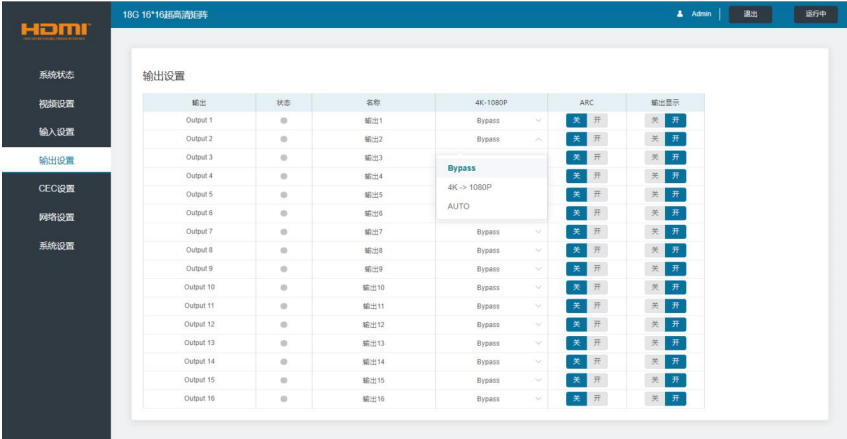 HDMI
18G 16*16超高清矩阵
Admin
退出
运行中
系统状态
视频设置
输入设置
输出设置
CEC设置
网络设置
系统设置
输出设置
输出 状态 名称 4K-1080P ARC 输出显示
Output 1 输出1 Bypass 关 开 关 开
Output 2 输出2 Bypass 关 开 关 开
Output 3 输出3 关 开 关 开
Output 4 输出4 关 开 关 开
Output 5 输出5 关 开 关 开
Output 6 输出6 关 开 关 开
Bypass
4K -> 1080P
AUTO
Output 7 输出7 Bypass 关 开 关 开
Output 8 输出8 Bypass 关 开 关 开
Output 9 输出9 Bypass 关 开 关 开
Output 10 输出10 Bypass 关 开 关 开
Output 11 输出11 Bypass 关 开 关 开
Output 12 输出12 Bypass 关 开 关 开
Output 13 输出13 Bypass 关 开 关 开
Output 14 输出14 Bypass 关 开 关 开
Output 15 输出15 Bypass 关 开 关 开
Output 16 输出16 Bypass 关 开 关 开